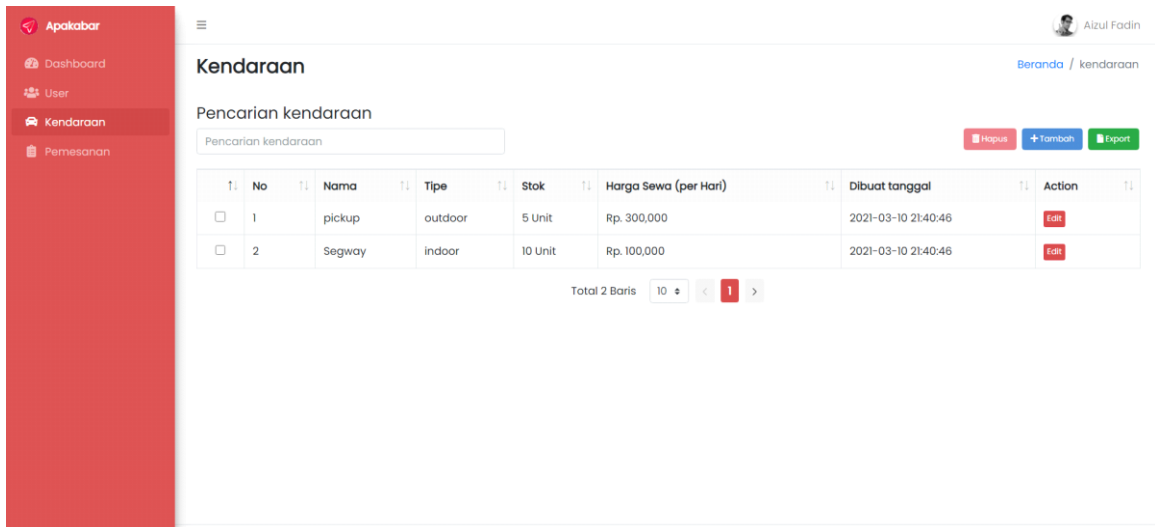 Apakabar
Aizul Fadin
Dashboard
User
Kendaraan
Pemesanan
Kendaraan
Beranda / kendaraan
Pencarian kendaraan
Pencarian kendaraan
Hapus +Tambah Export
No Nama Tipe Stok Harga Sewa (per Hari) Dibuat tanggal Action
1 pickup outdoor 5 Unit Rp. 300,000 2021-03-10 21:40:46 Edit
2 Segway indoor 10 Unit Rp. 100,000 2021-03-10 21:40:46 Edit
Total 2 Baris 10 < 1 >